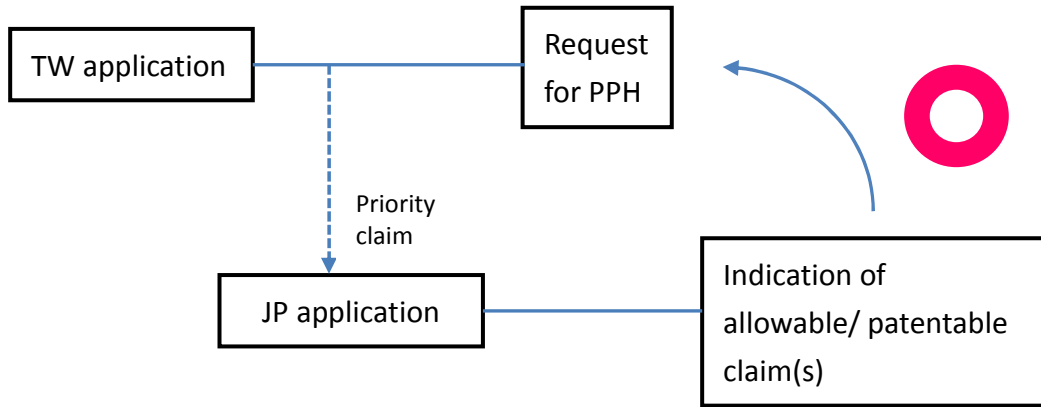 TW application
Request
for PPH
Priority
claim
JP application
Indication of
allowable/ patentable
claim(s)